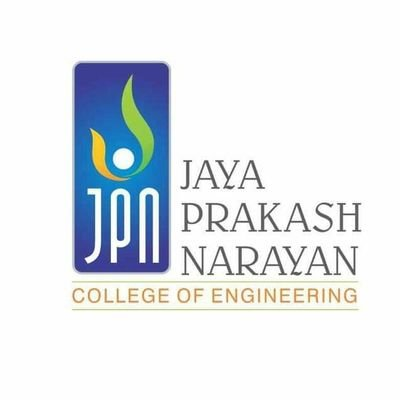 JPN
JAYA
PRAKASH
NARAYAN
COLLEGE OF ENGINEERING